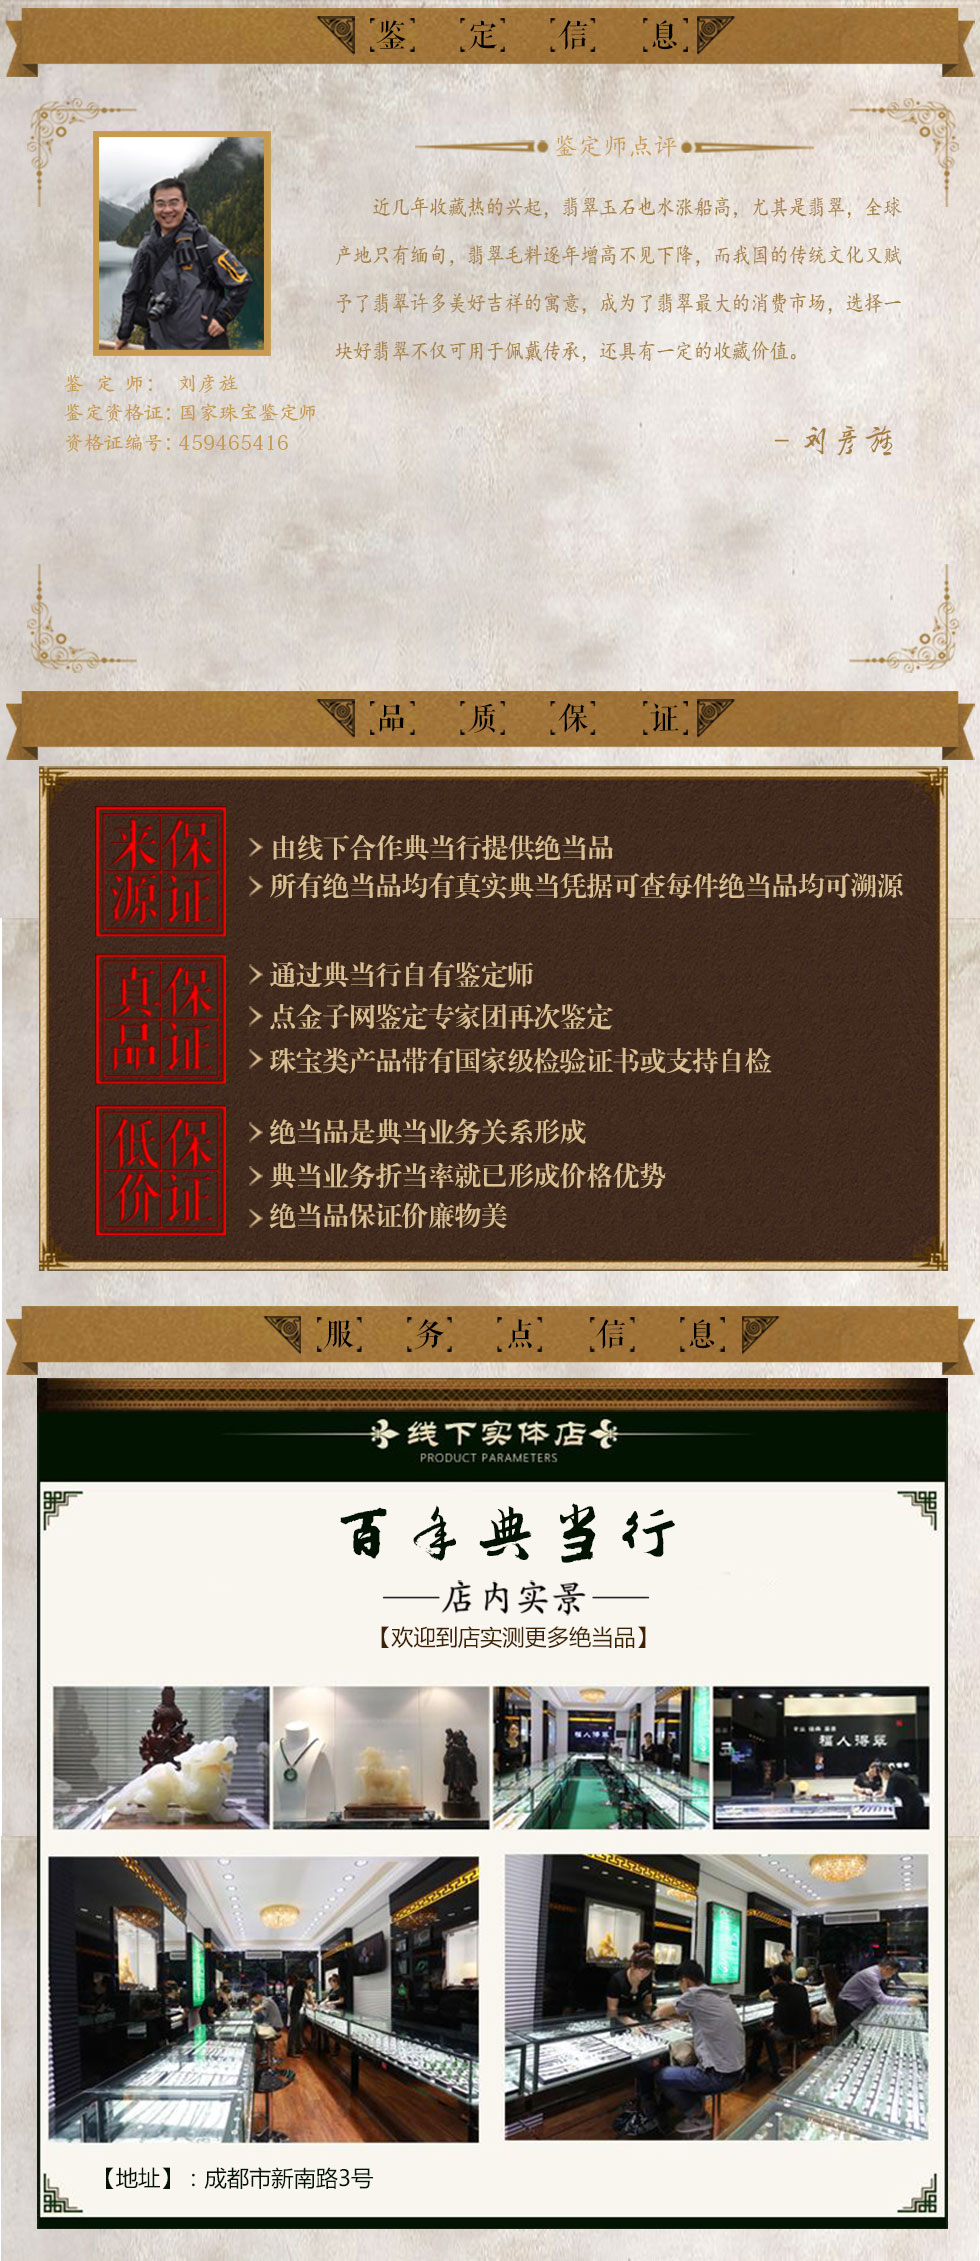 鉴定信息
鉴定师点评
近几年收藏热的兴起，翡翠玉石也水涨船高，尤其是翡翠，全球
产地只有缅甸，翡翠毛料逐年增高不见下降，而我国的传统文化又赋
予了翡翠许多美好吉祥的寓意，成为了翡翠最大的消费市场，选择一
块好翡翠不仅可用于佩戴传承，还具有一定的收藏价值。
鉴 定 师： 刘彦旌
鉴定资格证：国家珠宝鉴定师
资格证编号：459465416
- 刘彦旌
品质保证
来源保证
>由线下合作典当行提供绝当品
>所有绝当品均有真实典当凭据可查每件绝当品均可溯源
真品保证
>通过典当行自有鉴定师
>点金子网鉴定专家团再次鉴定
>珠宝类产品带有国家级检验证书或支持自检
低价保证
>绝当品是典当业务关系形成
>典当业务折当率就已形成价格优势
>绝当品保证价廉物美
服务点信息
线下实体店
PRODUCT PARAMETERS
百年典当行
店内实景
【欢迎到店实测更多绝当品】
福人得翠
【地址】：成都市新南路3号